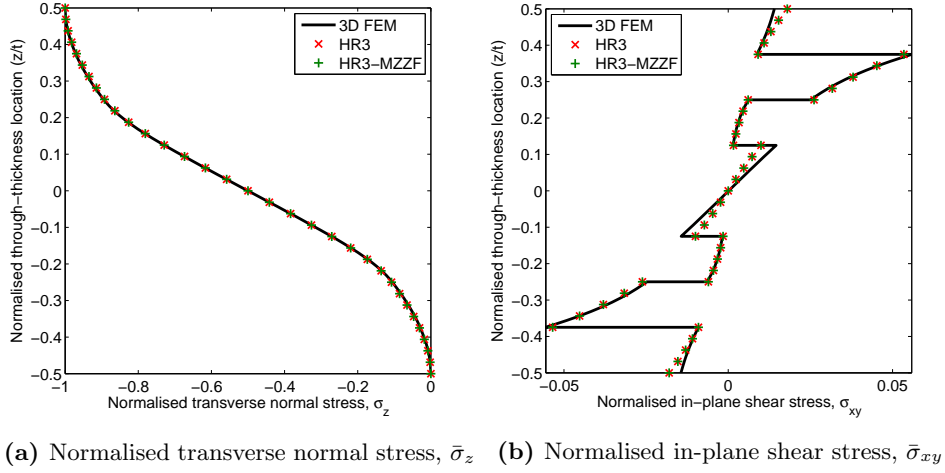 Normalised through−thickness location (z/t)
0.5
0.4
0.3
0.2
0.1
0
−0.1
−0.2
−0.3
−0.4
−0.5
−1
−0.8
−0.6
−0.4
−0.2
0
Normalised transverse normal stress, σz
3D FEM
HR3
HR3−MZZF
Normalised through−thickness location (z/t)
0.5
0.4
0.3
0.2
0.1
0
−0.1
−0.2
−0.3
−0.4
−0.5
−0.05
0
0.05
Normalised in−plane shear stress, σxy
3D FEM
HR3
HR3−MZZF
(a) Normalised transverse normal stress, σ̄z
(b) Normalised in-plane shear stress, σ̄xy